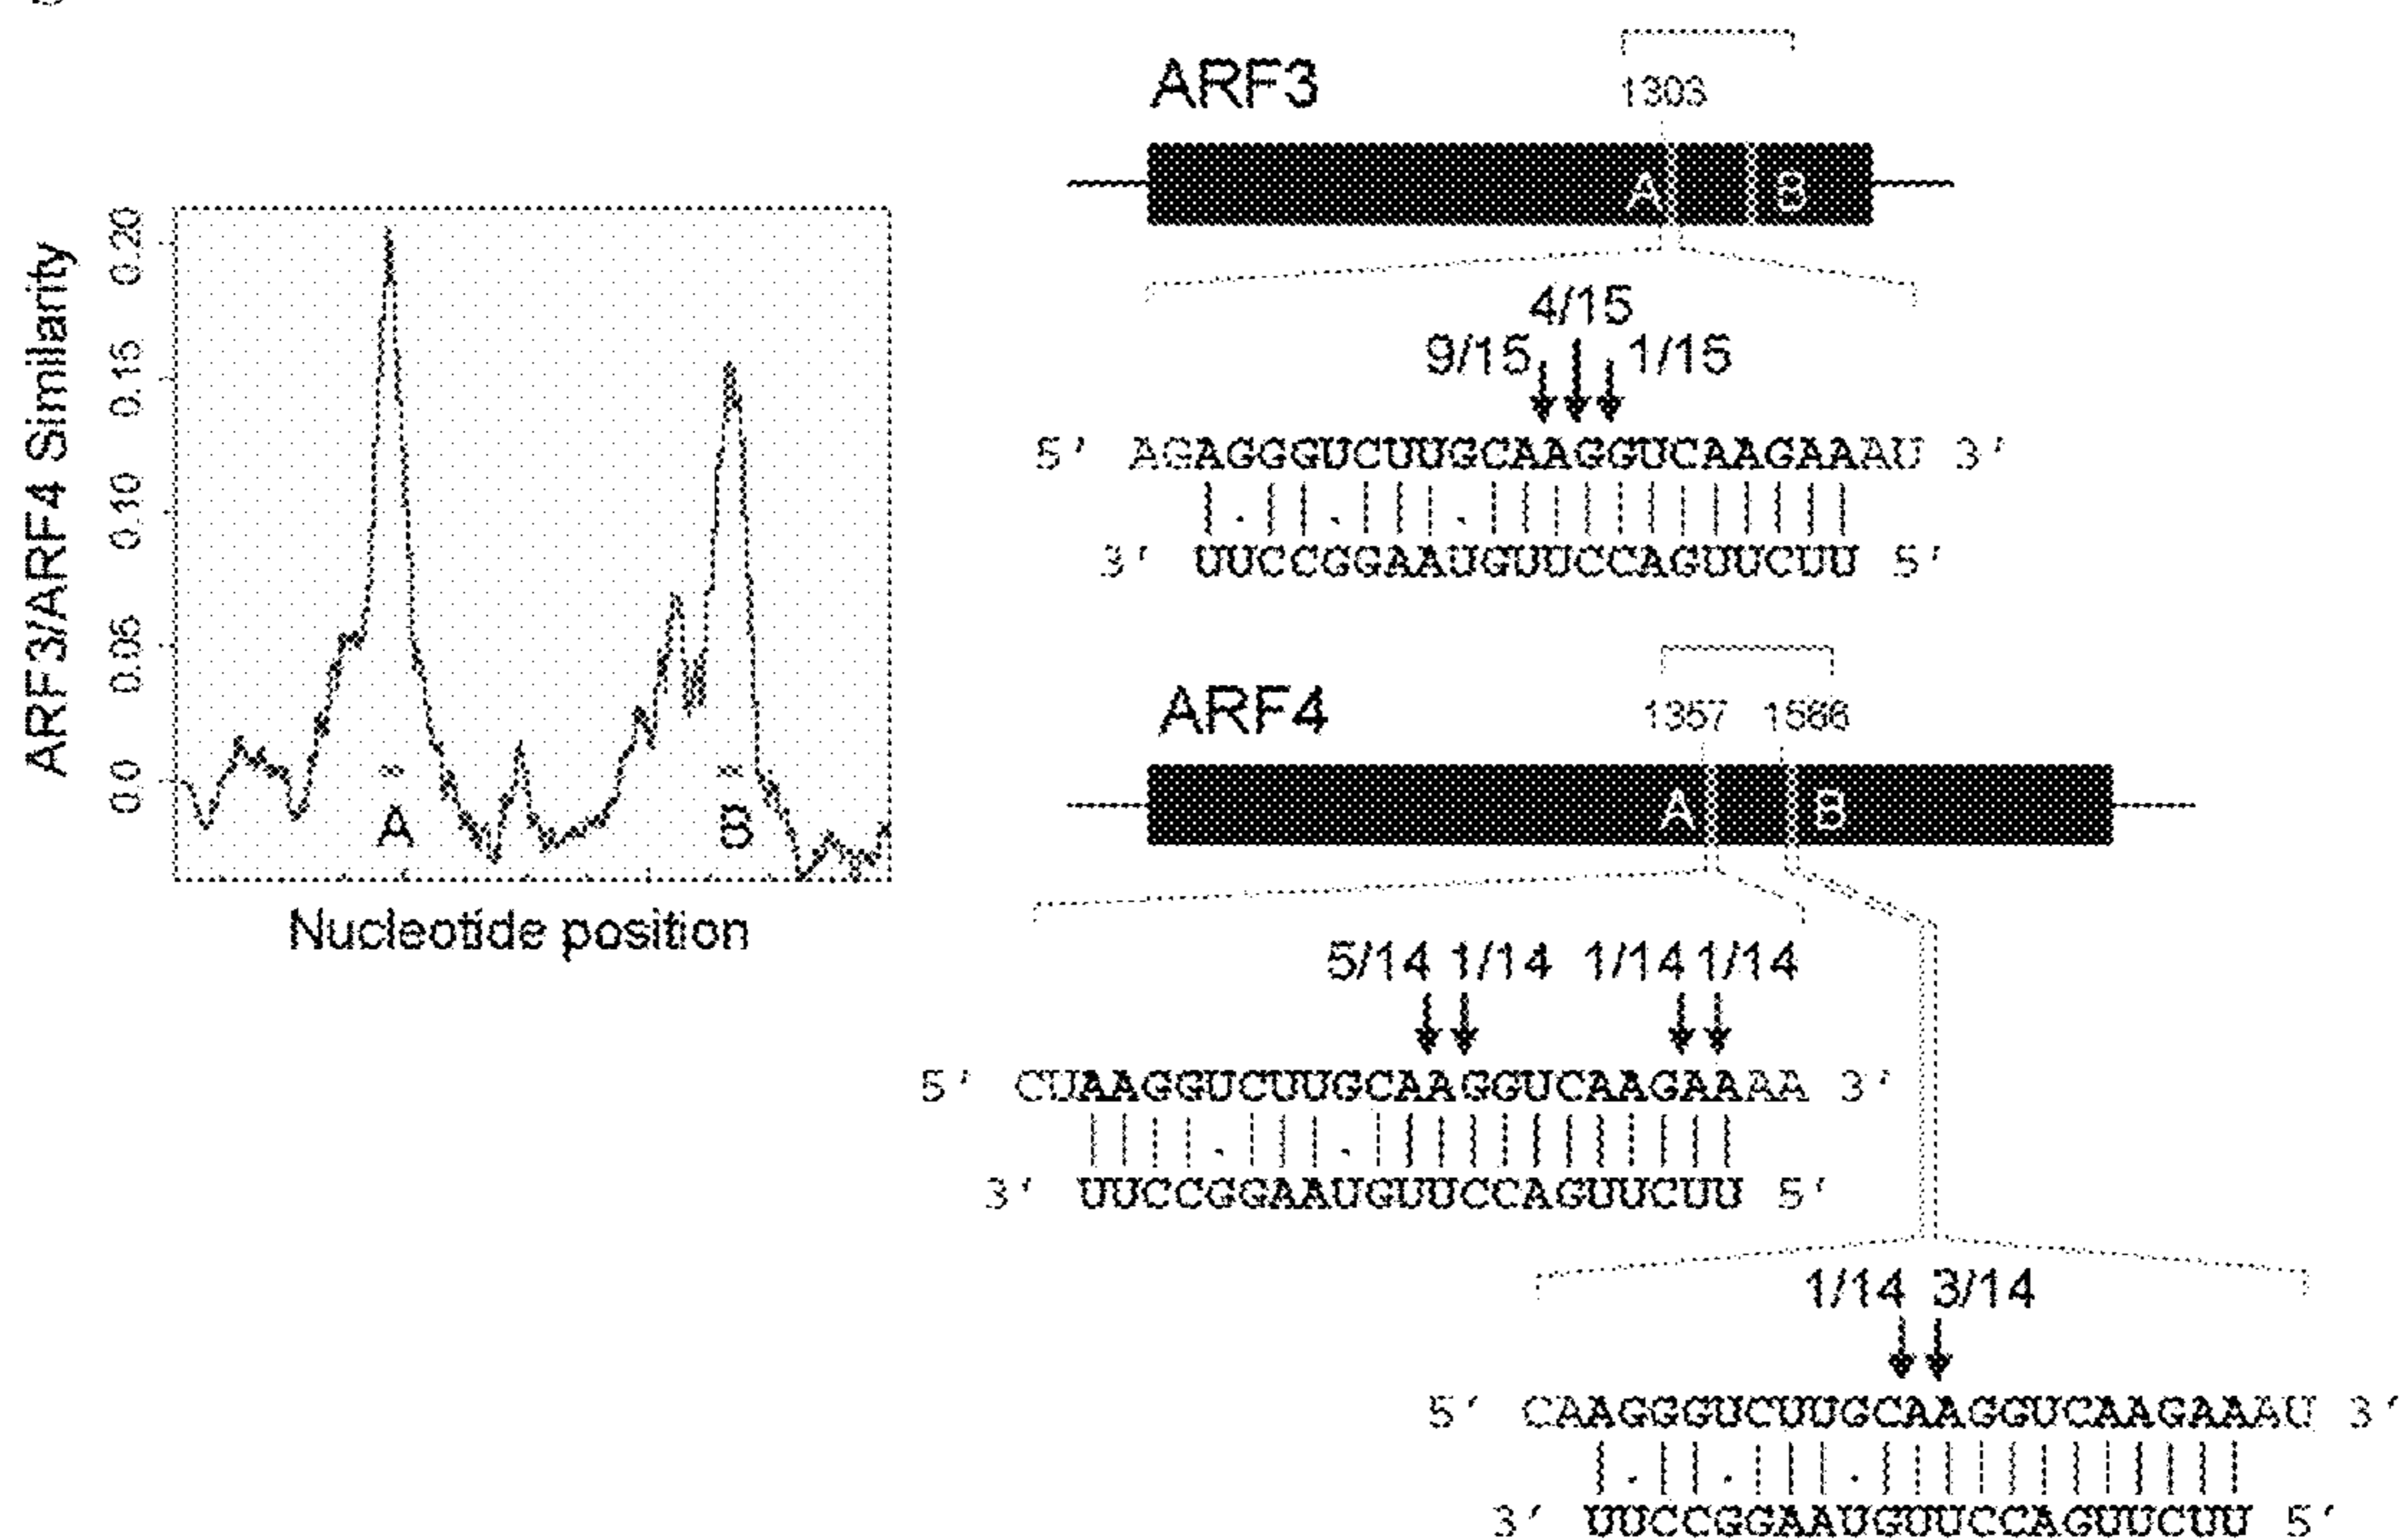 ARF3/ARF4 Similarity
0.20
0.15
0.10
0.05
0.0
A
B
Nucleotide position
ARF3
1303
A
B
4/15
9/15
1/15
5' AGAGGGUCUUGCAAGGUCAAGAAAU 3'
3' UUCCGGAAUGUUCCAGUUCUU 5'
ARF4
1357
A
B
5/14 1/14 1/14 1/14
5' CUAAGGUCUUGCAAGGUCAAGAAAA 3'
3' UUCCGGAAUGUUCCAGUUCUU 5'
1/14 3/14
5' CAAGGGUCUUGCAAGGUCAAGAAAU 3'
3' UUCCGGAAUGUUCCAGUUCUU 5'